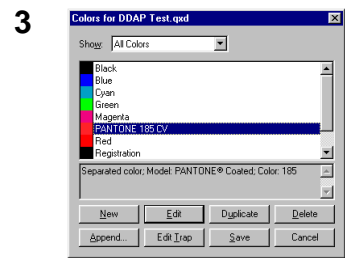 3
Colors for DDAP Test.qxd
Show: All Colors
Black
Blue
Cyan
Green
Magenta
PANTONE 185 CV
Red
Registration
Separated color; Model: PANTONE® Coated; Color: 185
New Edit Duplicate Delete
Append... Edit Trap Save Cancel